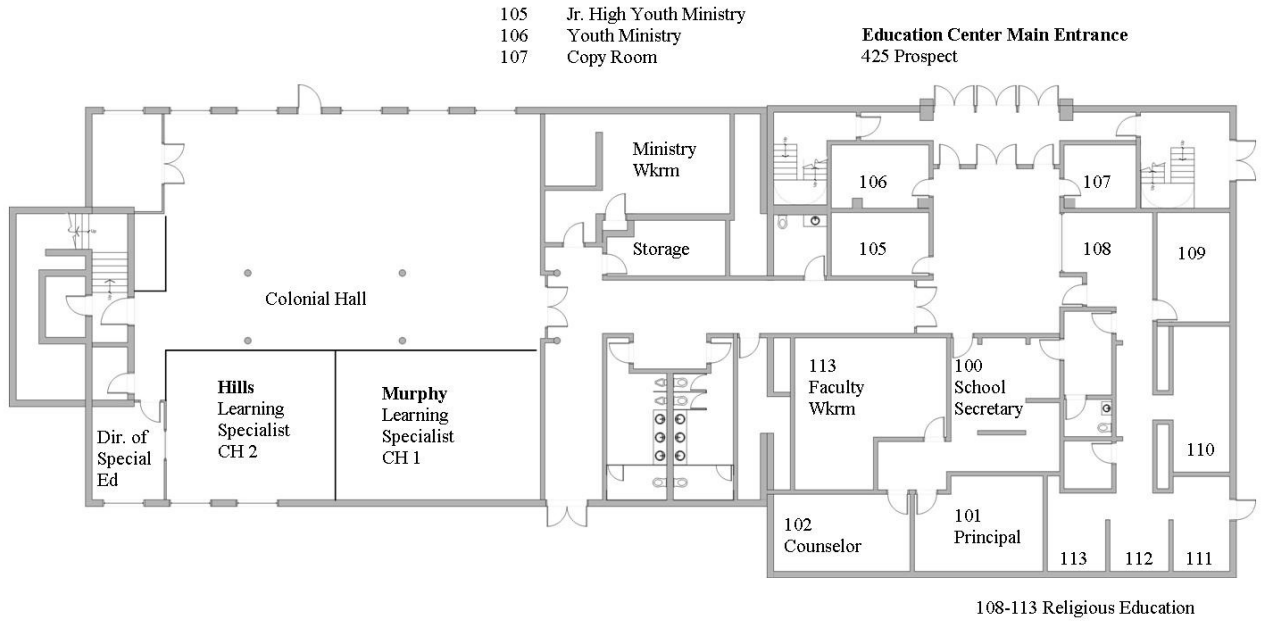 105 Jr. High Youth Ministry
106 Youth Ministry
107 Copy Room
Education Center Main Entrance
425 Prospect
Ministry
Wkrm
106
107
Storage
105
108
109
Colonial Hall
Hills
Learning
Specialist
CH 2
Murphy
Learning
Specialist
CH 1
113
Faculty
Wkrm
100
School
Secretary
Dir. of
Special
Ed
110
102
Counselor
101
Principal
113
112
111
108-113 Religious Education